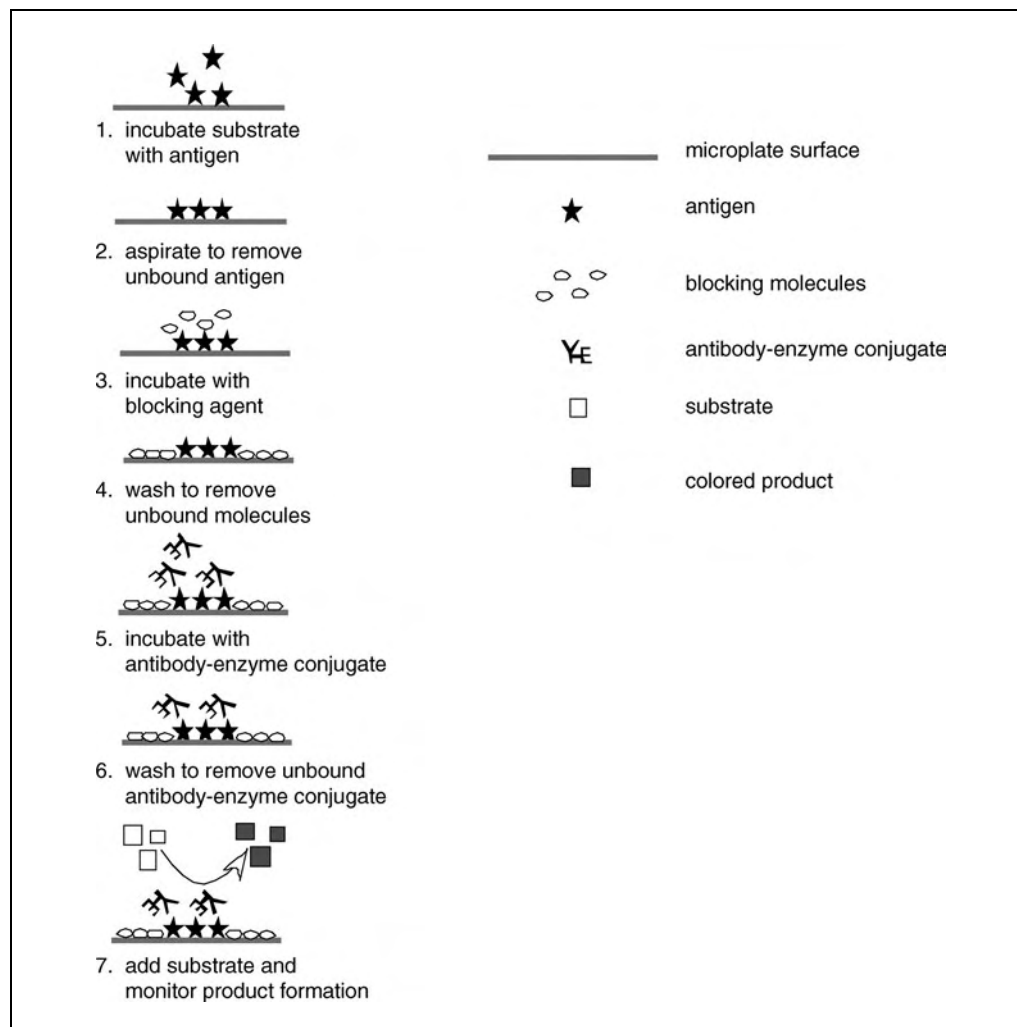 1. incubate substrate
with antigen
2. aspirate to remove
unbound antigen
3. incubate with
blocking agent
4. wash to remove
unbound molecules
5. incubate with
antibody-enzyme conjugate
6. wash to remove unbound
antibody-enzyme conjugate
7. add substrate and
monitor product formation
microplate surface
antigen
blocking molecules
E
antibody-enzyme conjugate
substrate
colored product